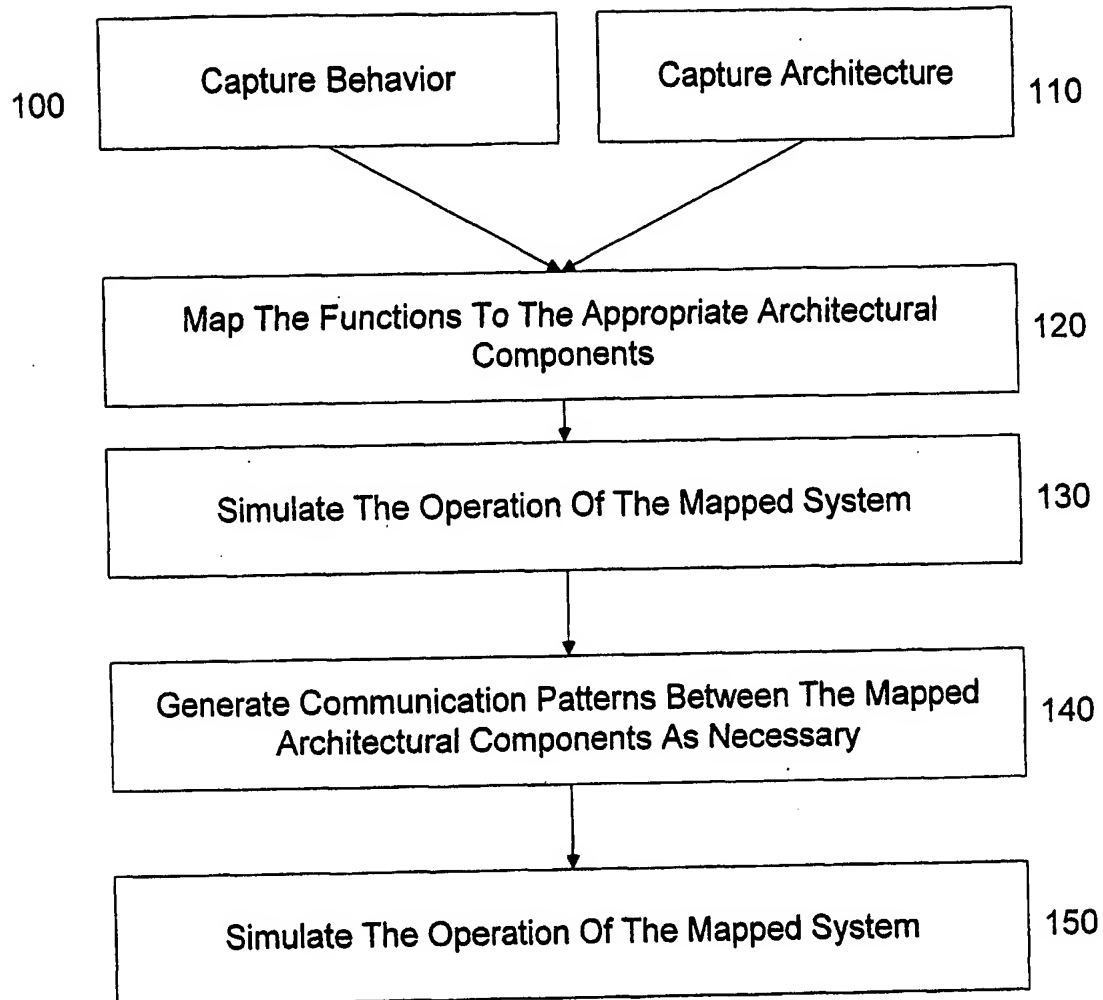 100
Capture Behavior
Capture Architecture
110
Map The Functions To The Appropriate Architectural
Components
120
Simulate The Operation Of The Mapped System
130
Generate Communication Patterns Between The Mapped
Architectural Components As Necessary
140
Simulate The Operation Of The Mapped System
150